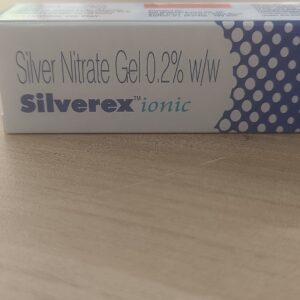 Silver Nitrate Gel 0.2% w/w
Silverex™ ionic